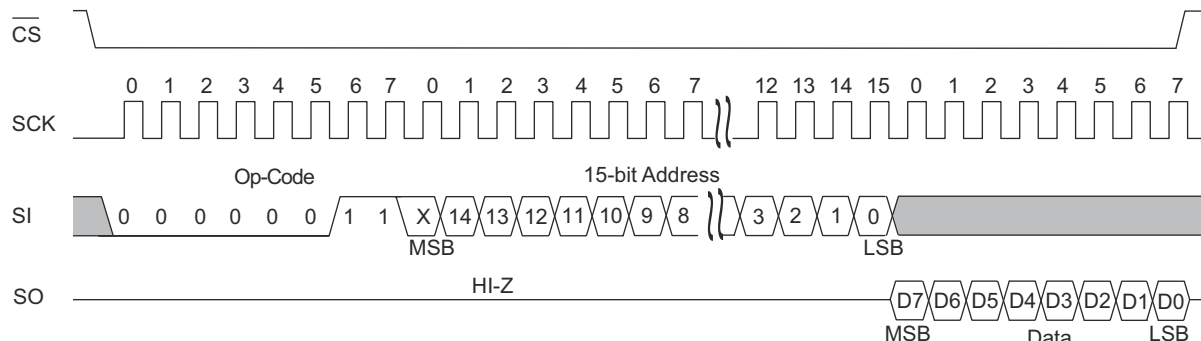 CS
0 1 2 3 4 5 6 7 0 1 2 3 4 5 6 7 12 13 14 15 0 1 2 3 4 5 6 7
SCK
Op-Code 15-bit Address
SI 0 0 0 0 0 0 1 1 X 14 13 12 11 10 9 8 3 2 1 0
MSB LSB
HI-Z
SO D7 D6 D5 D4 D3 D2 D1 D0
MSB Data LSB